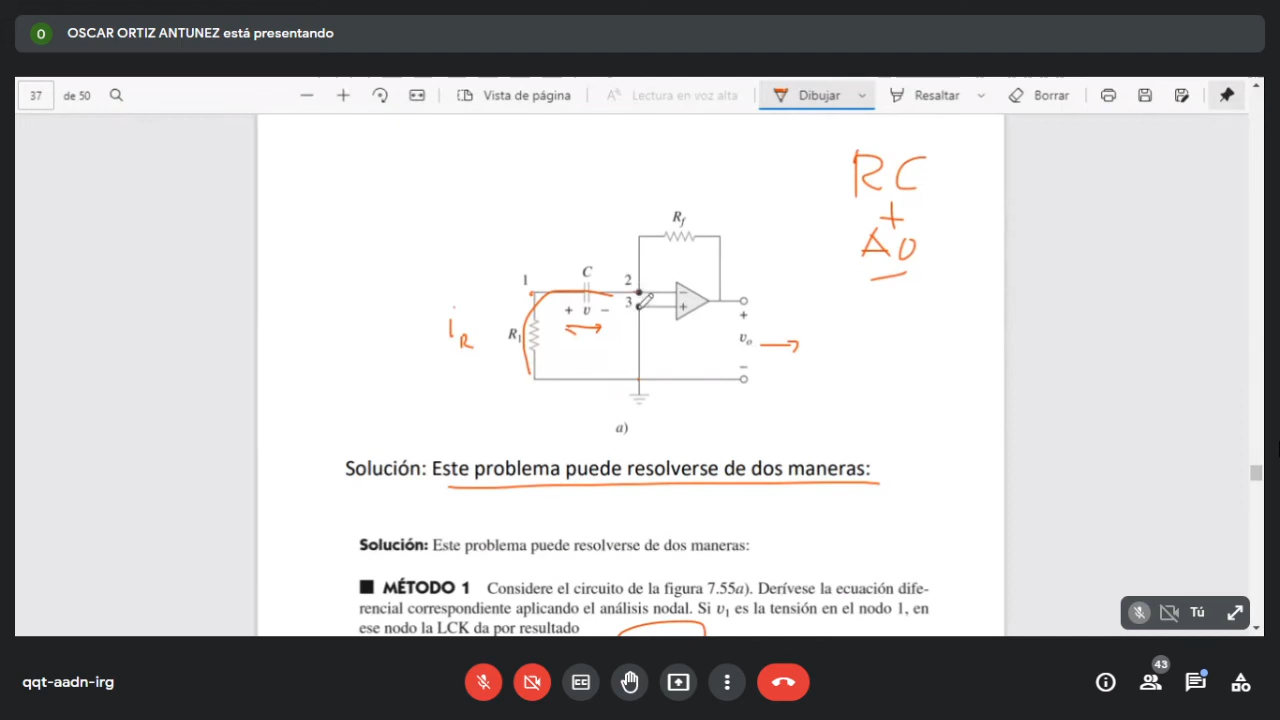 O OSCAR ORTIZ ANTUNEZ está presentando
37 de 50 Vista de página Lectura en voz alta Dibujar Resaltar Borrar
RC
+
AO
Rf
1 C 2
3
+ v −
−
+
iR R1
+
vo
−
a)
Solución: Este problema puede resolverse de dos maneras:
Solución: Este problema puede resolverse de dos maneras:
■ MÉTODO 1 Considere el circuito de la figura 7.55a). Derívese la ecuación dife-
rencial correspondiente aplicando el análisis nodal. Si v1 es la tensión en el nodo 1, en
ese nodo la LCK da por resultado
Tú
qqt-aadn-irg
43